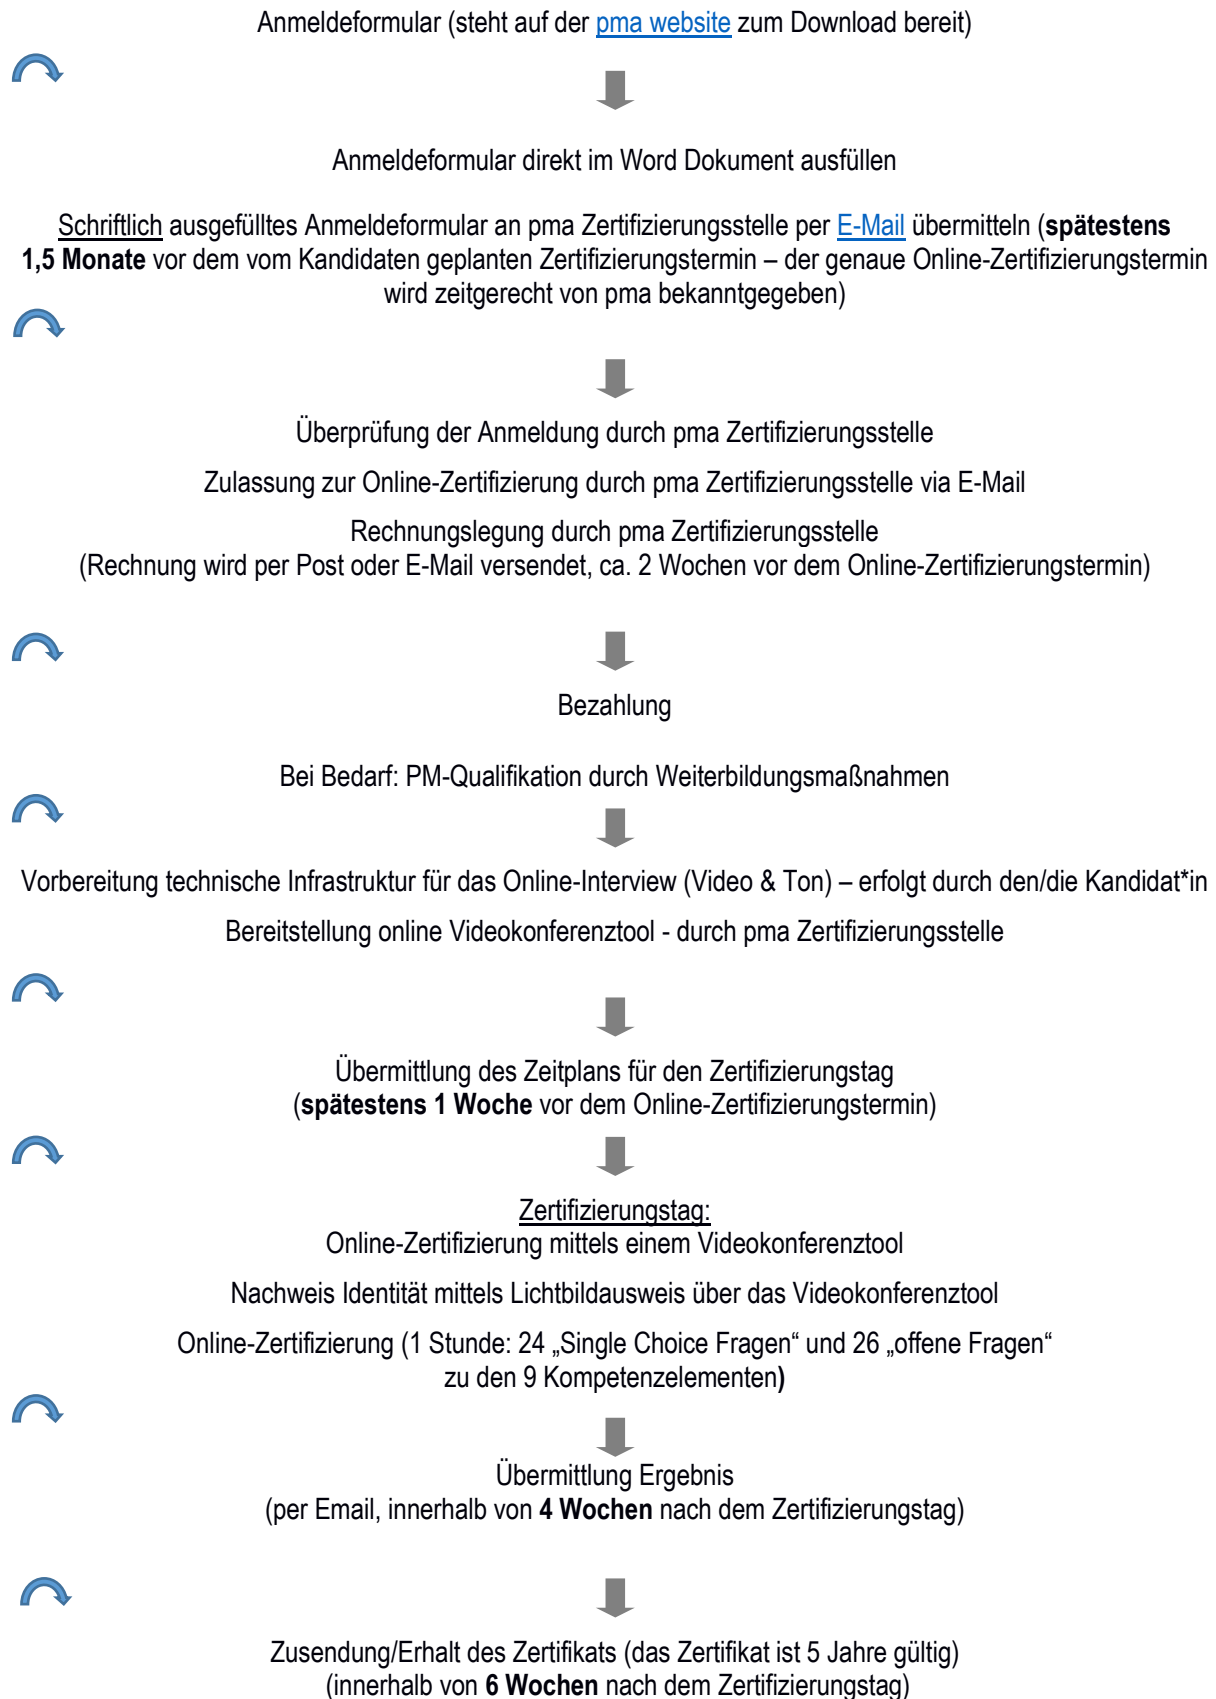 Anmeldeformular (steht auf der pma website zum Download bereit)
Anmeldeformular direkt im Word Dokument ausfüllen
Schriftlich ausgefülltes Anmeldeformular an pma Zertifizierungsstelle per E-Mail übermitteln (spätestens
1,5 Monate vor dem vom Kandidaten geplanten Zertifizierungstermin – der genaue Online-Zertifizierungstermin
wird zeitgerecht von pma bekanntgegeben)
Überprüfung der Anmeldung durch pma Zertifizierungsstelle
Zulassung zur Online-Zertifizierung durch pma Zertifizierungsstelle via E-Mail
Rechnungslegung durch pma Zertifizierungsstelle
(Rechnung wird per Post oder E-Mail versendet, ca. 2 Wochen vor dem Online-Zertifizierungstermin)
Bezahlung
Bei Bedarf: PM-Qualifikation durch Weiterbildungsmaßnahmen
Vorbereitung technische Infrastruktur für das Online-Interview (Video & Ton) – erfolgt durch den/die Kandidat*in
Bereitstellung online Videokonferenztool - durch pma Zertifizierungsstelle
Übermittlung des Zeitplans für den Zertifizierungstag
(spätestens 1 Woche vor dem Online-Zertifizierungstermin)
Zertifizierungstag:
Online-Zertifizierung mittels einem Videokonferenztool
Nachweis Identität mittels Lichtbildausweis über das Videokonferenztool
Online-Zertifizierung (1 Stunde: 24 „Single Choice Fragen“ und 26 „offene Fragen“
zu den 9 Kompetenzelementen)
Übermittlung Ergebnis
(per Email, innerhalb von 4 Wochen nach dem Zertifizierungstag)
Zusendung/Erhalt des Zertifikats (das Zertifikat ist 5 Jahre gültig)
(innerhalb von 6 Wochen nach dem Zertifizierungstag)